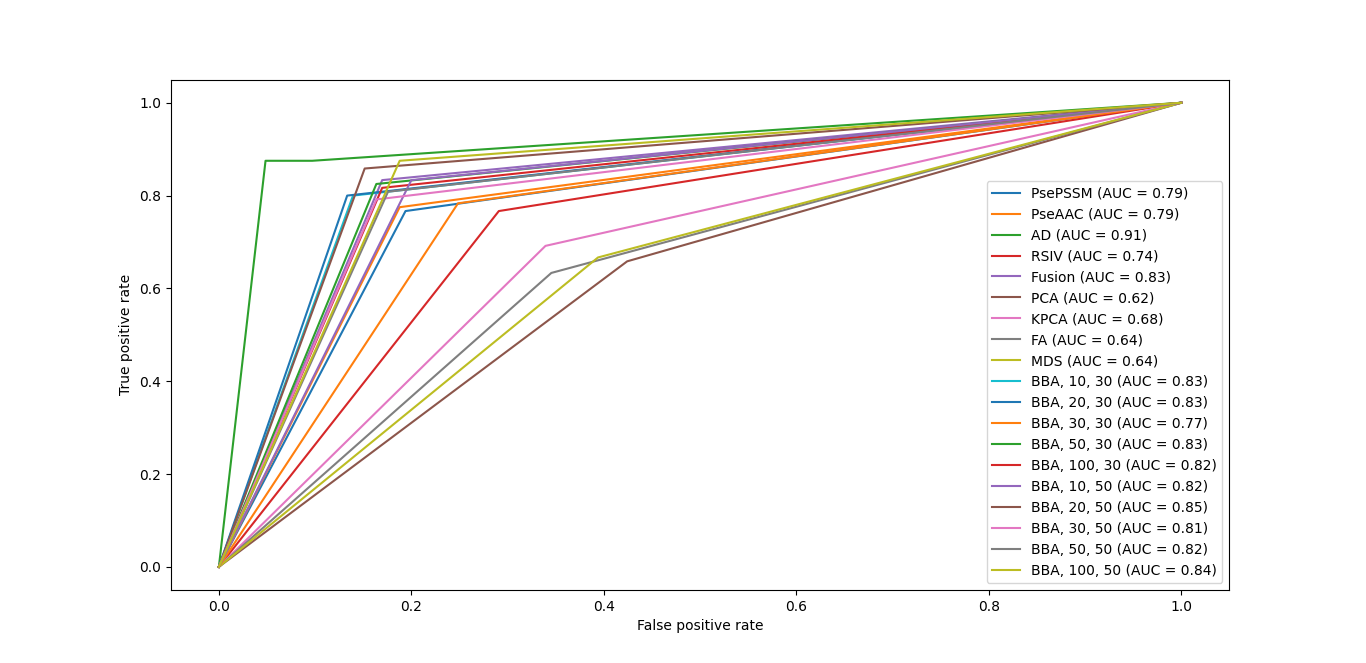 1.0
0.8
0.6
0.4
0.2
0.0
True positive rate
PsePSSM (AUC = 0.79)
PseAAC (AUC = 0.79)
AD (AUC = 0.91)
RSIV (AUC = 0.74)
Fusion (AUC = 0.83)
PCA (AUC = 0.62)
KPCA (AUC = 0.68)
FA (AUC = 0.64)
MDS (AUC = 0.64)
BBA, 10, 30 (AUC = 0.83)
BBA, 20, 30 (AUC = 0.83)
BBA, 30, 30 (AUC = 0.77)
BBA, 50, 30 (AUC = 0.83)
BBA, 100, 30 (AUC = 0.82)
BBA, 10, 50 (AUC = 0.82)
BBA, 20, 50 (AUC = 0.85)
BBA, 30, 50 (AUC = 0.81)
BBA, 50, 50 (AUC = 0.82)
BBA, 100, 50 (AUC = 0.84)
0.0 0.2 0.4 0.6 0.8 1.0
False positive rate